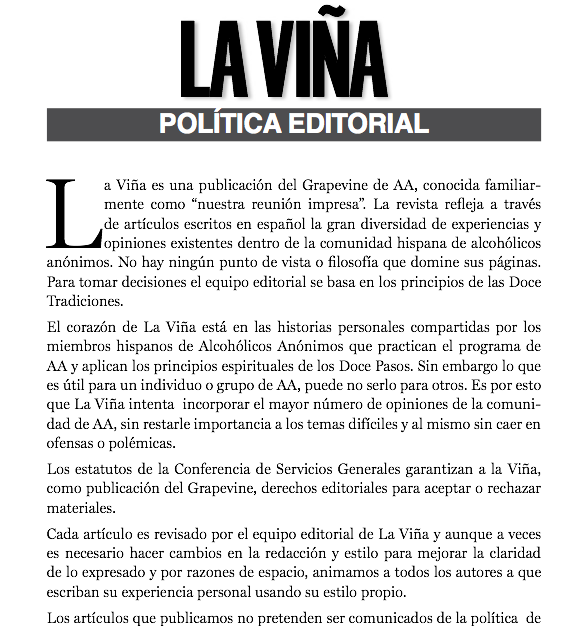 LA VIÑA
POLÍTICA EDITORIAL
La Viña es una publicación del Grapevine de AA, conocida familiar-
mente como “nuestra reunión impresa”. La revista refleja a través
de artículos escritos en español la gran diversidad de experiencias y
opiniones existentes dentro de la comunidad hispana de alcohólicos
anónimos. No hay ningún punto de vista o filosofía que domine sus páginas.
Para tomar decisiones el equipo editorial se basa en los principios de las Doce
Tradiciones.
El corazón de La Viña está en las historias personales compartidas por los
miembros hispanos de Alcohólicos Anónimos que practican el programa de
AA y aplican los principios espirituales de los Doce Pasos. Sin embargo lo que
es útil para un individuo o grupo de AA, puede no serlo para otros. Es por esto
que La Viña intenta incorporar el mayor número de opiniones de la comuni-
dad de AA, sin restarle importancia a los temas difíciles y al mismo sin caer en
ofensas o polémicas.
Los estatutos de la Conferencia de Servicios Generales garantizan a la Viña,
como publicación del Grapevine, derechos editoriales para aceptar o rechazar
materiales.
Cada artículo es revisado por el equipo editorial de La Viña y aunque a veces
es necesario hacer cambios en la redacción y estilo para mejorar la claridad
de lo expresado y por razones de espacio, animamos a todos los autores a que
escriban su experiencia personal usando su estilo propio.
Los artículos que publicamos no pretenden ser comunicados de la política de